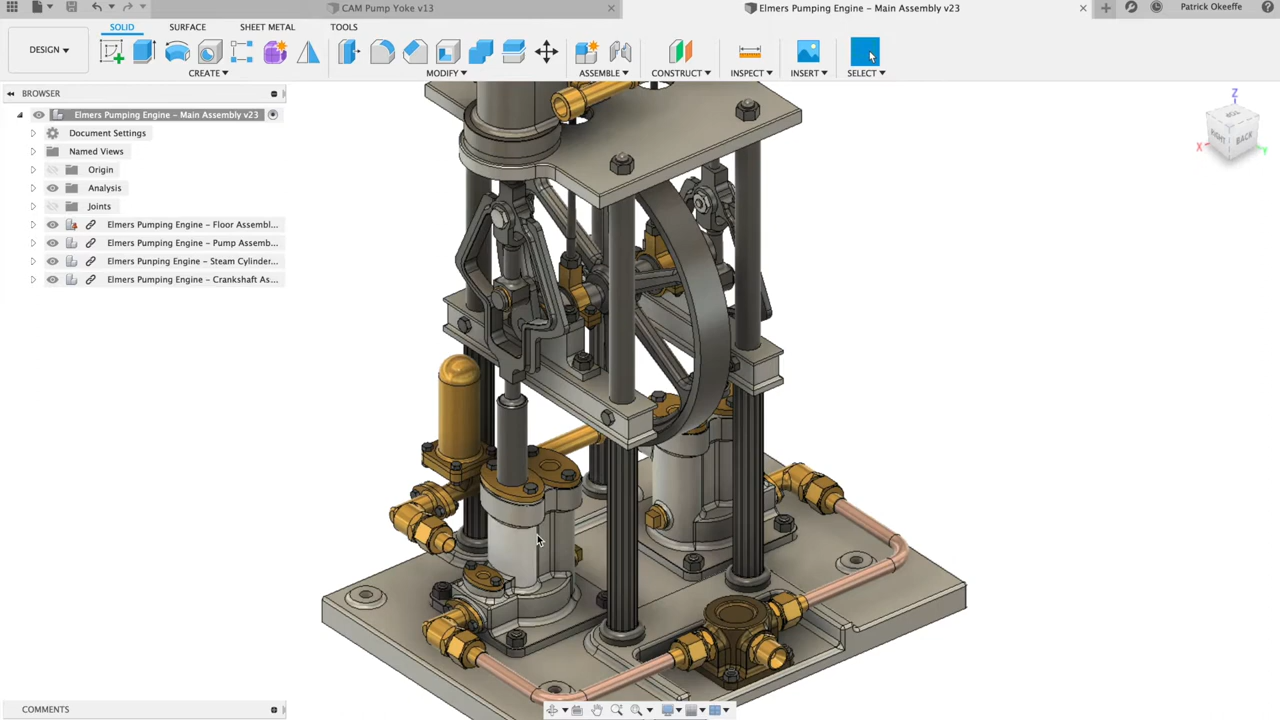 CAM Pump Yoke v13
Elmers Pumping Engine – Main Assembly v23
Patrick Okeeffe
SOLID
SURFACE
SHEET METAL
TOOLS
DESIGN
CREATE
MODIFY
ASSEMBLE
CONSTRUCT
INSPECT
INSERT
SELECT
BROWSER
Elmers Pumping Engine – Main Assembly v23
Document Settings
Named Views
Origin
Analysis
Joints
Elmers Pumping Engine – Floor Assembl...
Elmers Pumping Engine – Pump Assemb...
Elmers Punping Engine – Steam Cylinder...
Elmers Pumping Engine – Crankshaft As...
Z
TOP
RIGHT
BACK
X
Y
COMMENTS